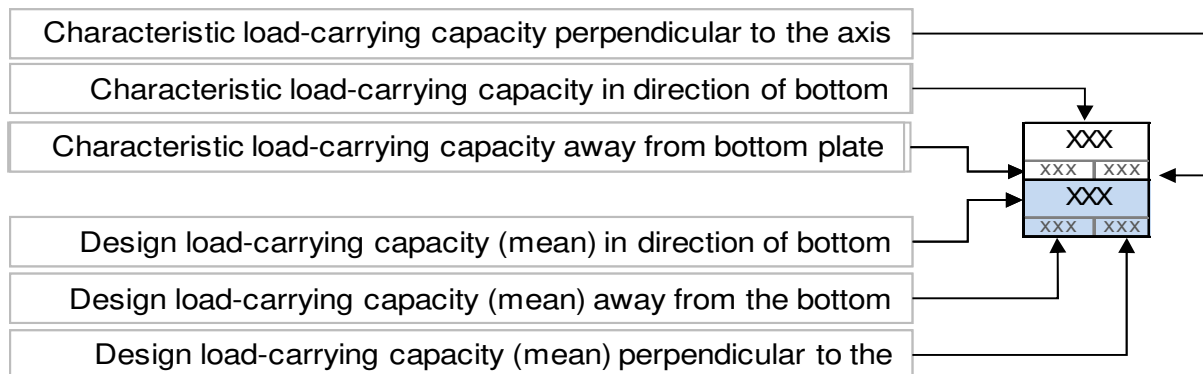 Characteristic load-carrying capacity perpendicular to the axis
Characteristic load-carrying capacity in direction of bottom
Characteristic load-carrying capacity away from bottom plate
XXX
xxx xxx
XXX
xxx xxx
Design load-carrying capacity (mean) in direction of bottom
Design load-carrying capacity (mean) away from the bottom
Design load-carrying capacity (mean) perpendicular to the